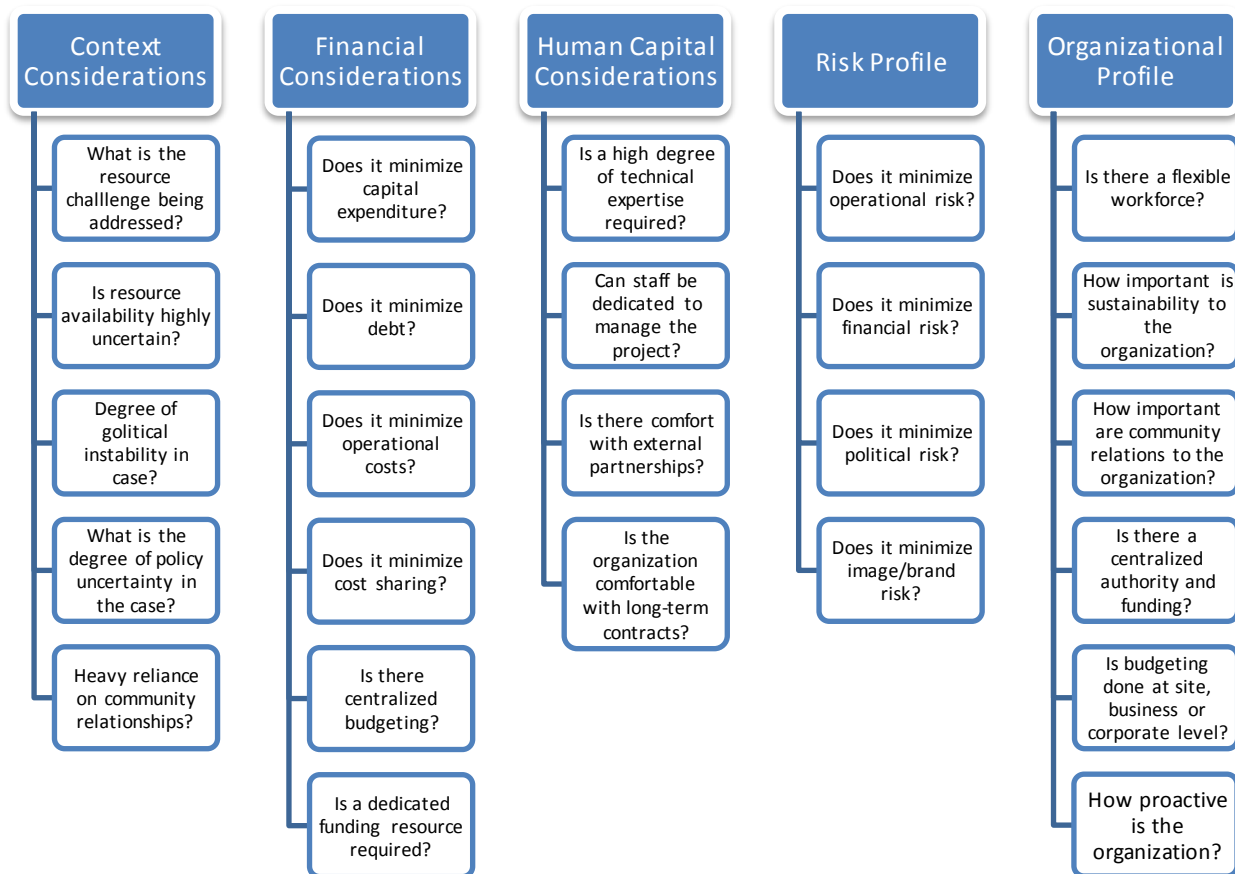 Context
Considerations
What is the
resource
challlenge being
addressed?
Is resource
availability highly
uncertain?
Degree of
golitical
instability in
case?
What is the
degree of policy
uncertainty in
the case?
Heavy reliance
on community
relationships?
Financial
Considerations
Does it minimize
capital
expenditure?
Does it minimize
debt?
Does it minimize
operational
costs?
Does it minimize
cost sharing?
Is there
centralized
budgeting?
Is a dedicated
funding resource
required?
Human Capital
Considerations
Is a high degree
of technical
expertise
required?
Can staff be
dedicated to
manage the
project?
Is there comfort
with external
partnerships?
Is the
organization
comfortable
with long-term
contracts?
Risk Profile
Does it minimize
operational risk?
Does it minimize
financial risk?
Does it minimize
political risk?
Does it minimize
image/brand
risk?
Organizational
Profile
Is there a flexible
workforce?
How important is
sustainability to
the
organization?
How important
are community
relations to the
organization?
Is there a
centralized
authority and
funding?
Is budgeting
done at site,
business or
corporate level?
How proactive
is the
organization?